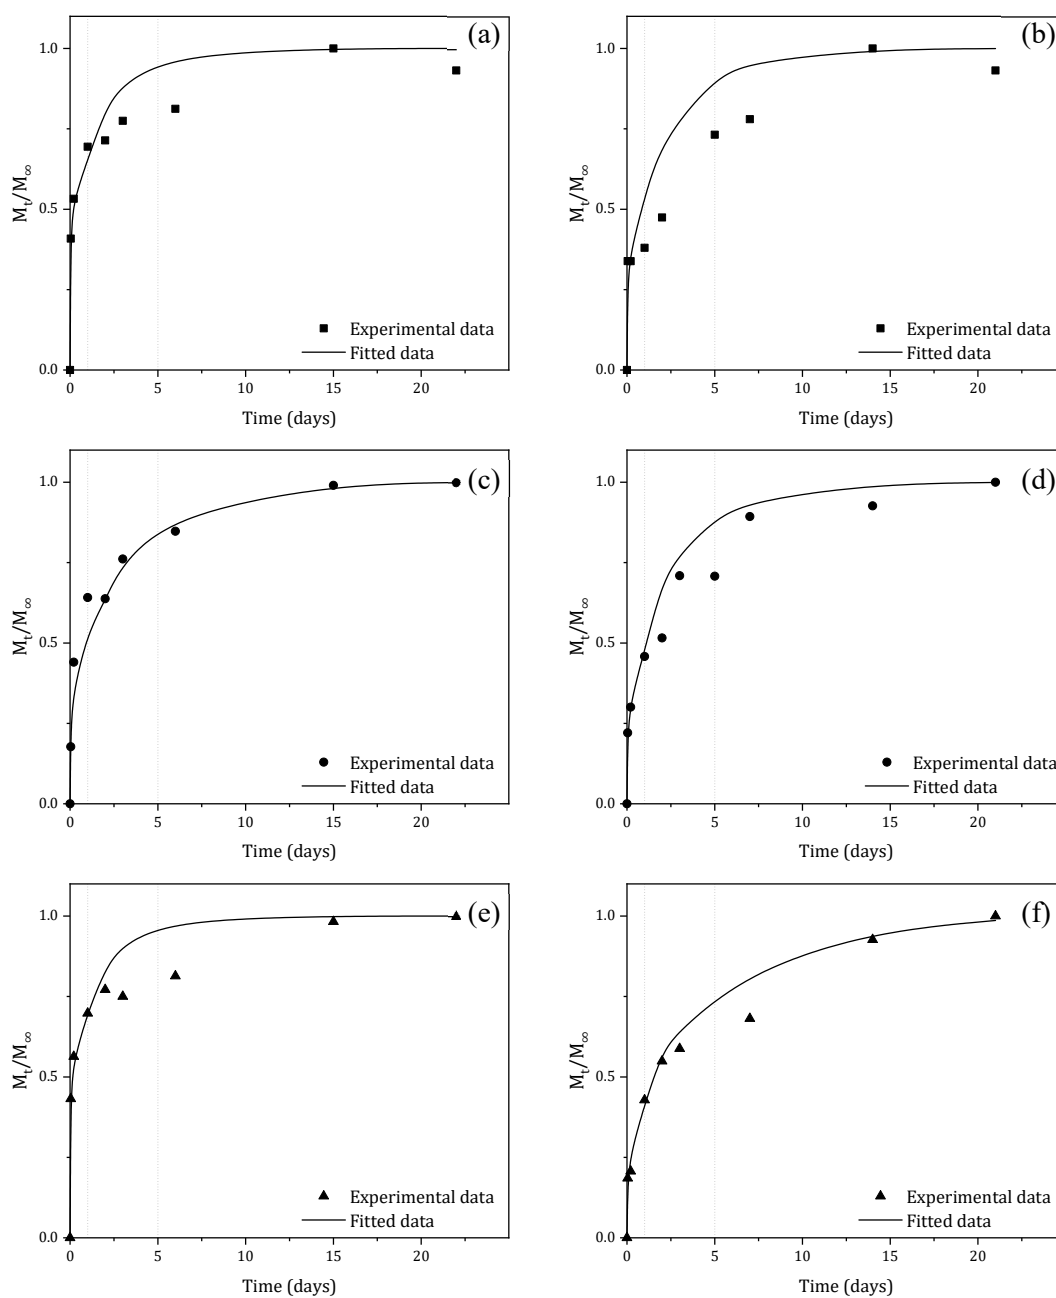 (a)
1.0
0.5
0.0
M_t/M_∞
Experimental data
Fitted data
0 5 10 15 20
Time (days)
(b)
1.0
0.5
0.0
M_t/M_∞
Experimental data
Fitted data
0 5 10 15 20
Time (days)
(c)
1.0
0.5
0.0
M_t/M_∞
Experimental data
Fitted data
0 5 10 15 20
Time (days)
(d)
1.0
0.5
0.0
M_t/M_∞
Experimental data
Fitted data
0 5 10 15 20
Time (days)
(e)
1.0
0.5
0.0
M_t/M_∞
Experimental data
Fitted data
0 5 10 15 20
Time (days)
(f)
1.0
0.5
0.0
M_t/M_∞
Experimental data
Fitted data
0 5 10 15 20
Time (days)